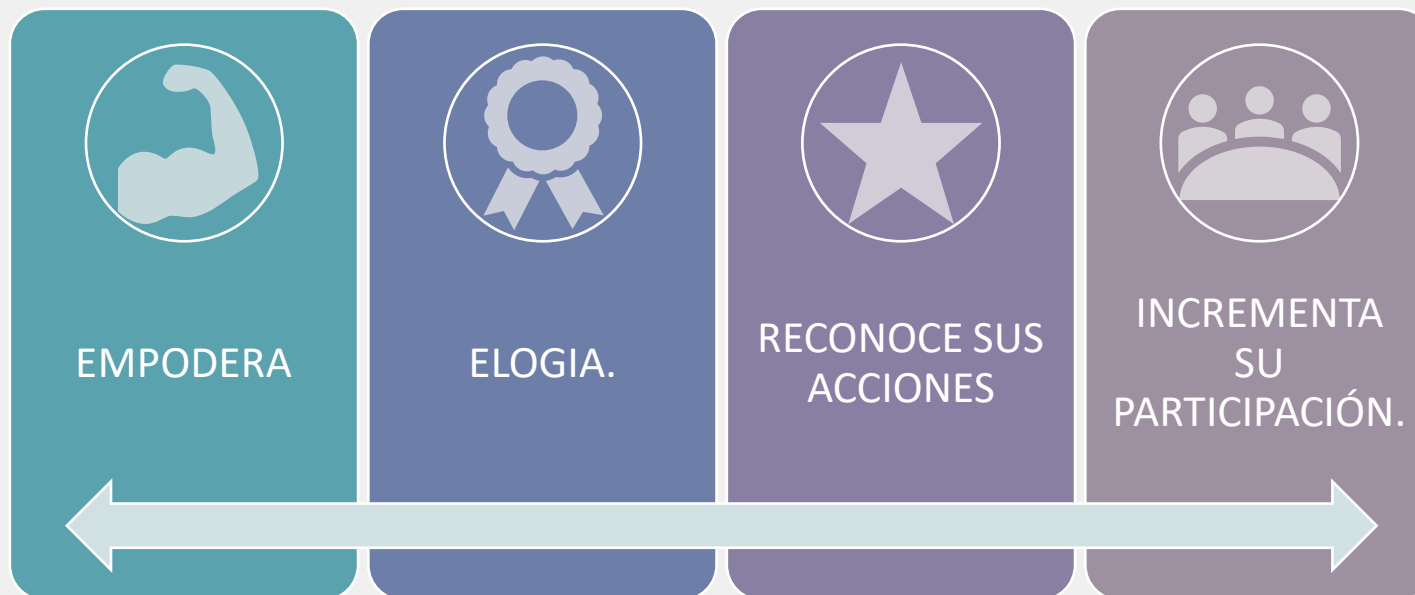 EMPODERA
ELOGIA.
RECONOCE SUS
ACCIONES
INCREMENTA
SU
PARTICIPACIÓN.